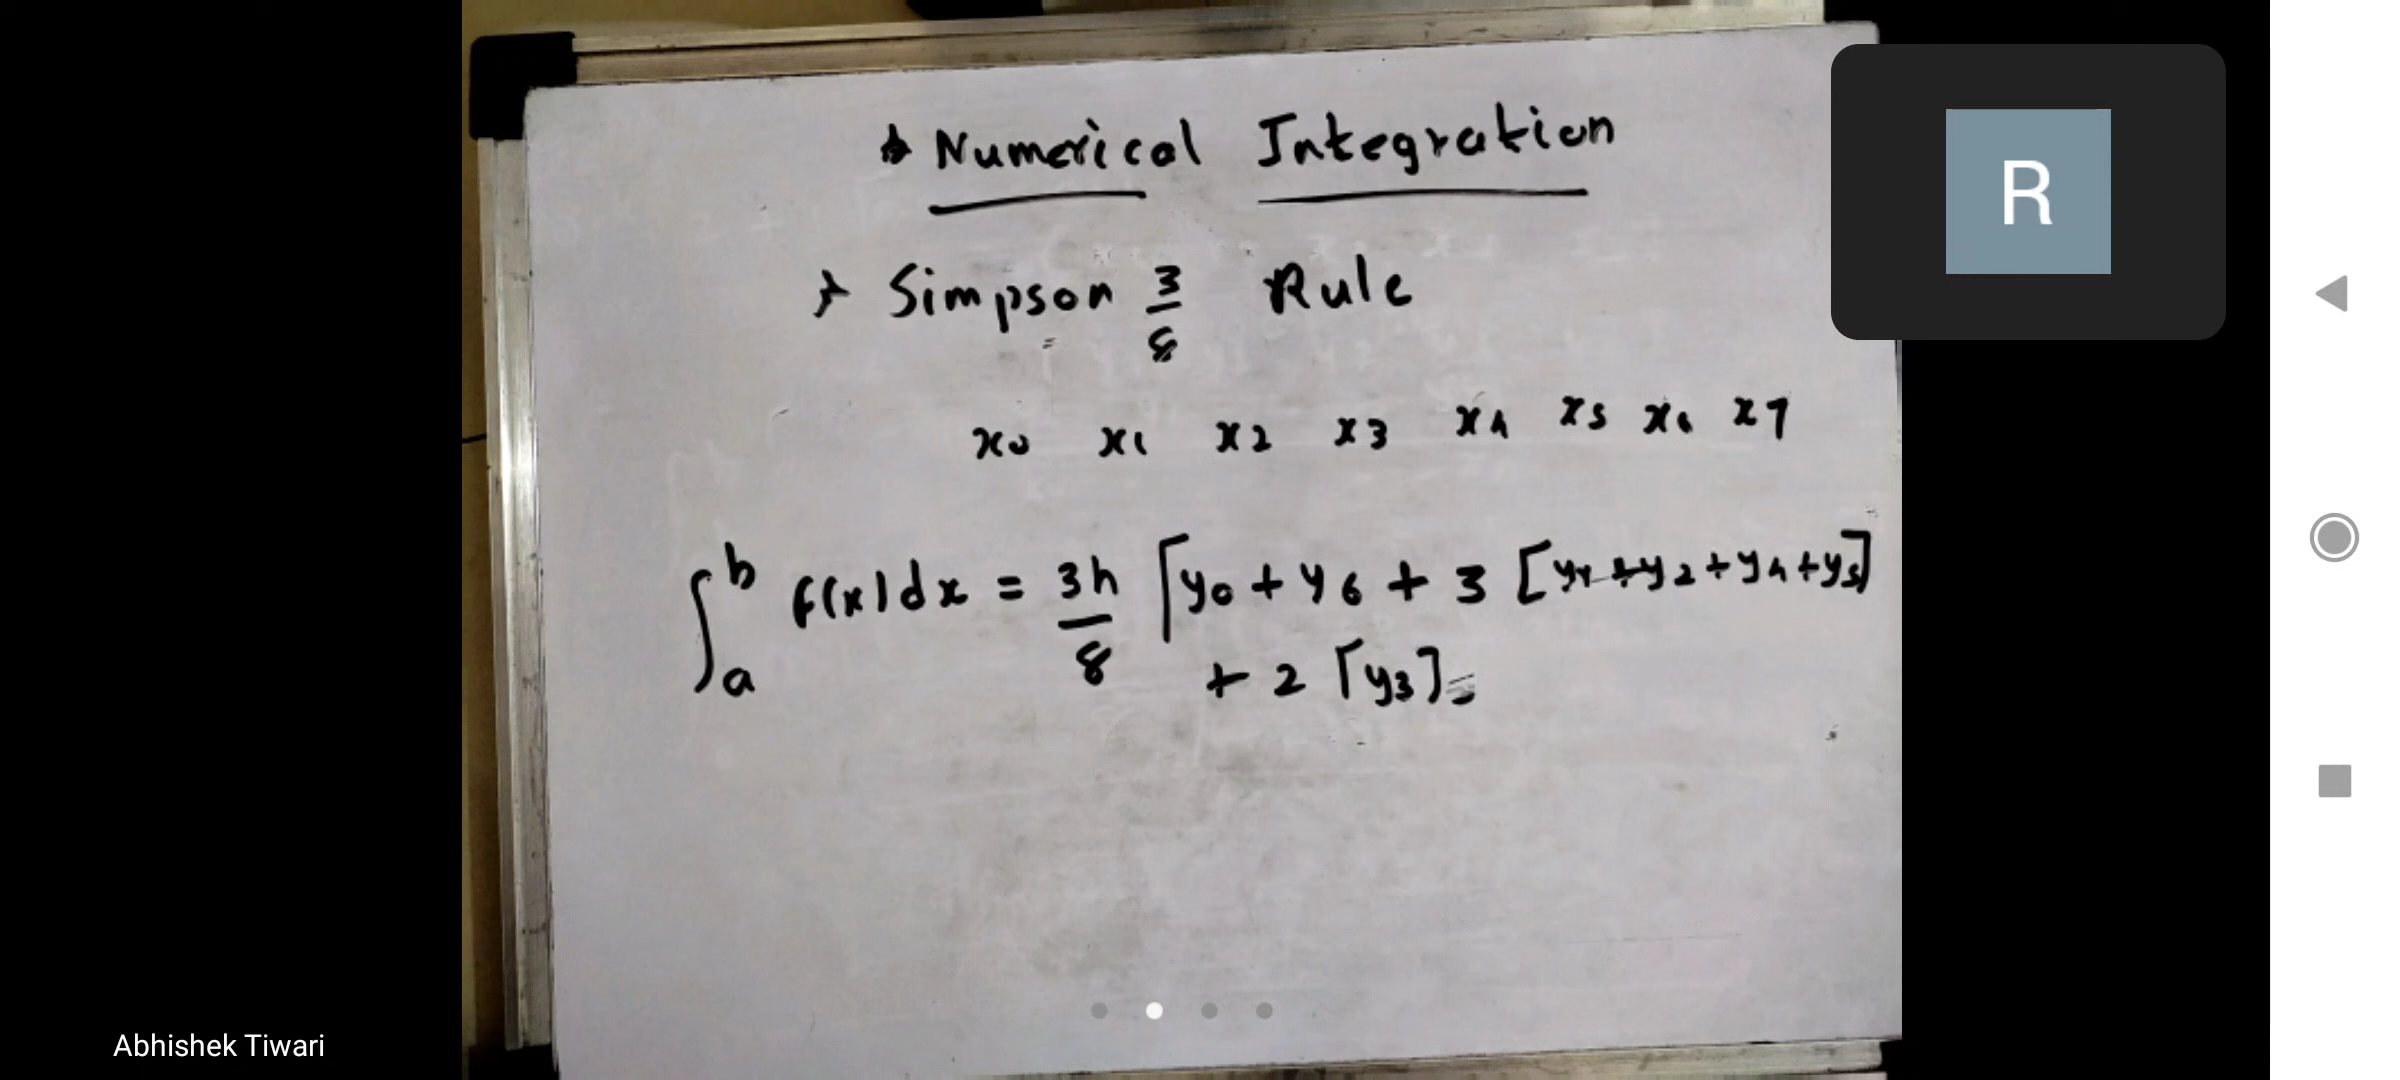 * Numerical Integration
R
* Simpson 3/8 Rule
x0 x1 x2 x3 x4 x5 x6 x7
∫_a^b f(x)dx = 3h/8 [y0 + y6 + 3 [y1+y2+y4+y5]
+ 2 [y3]
Abhishek Tiwari